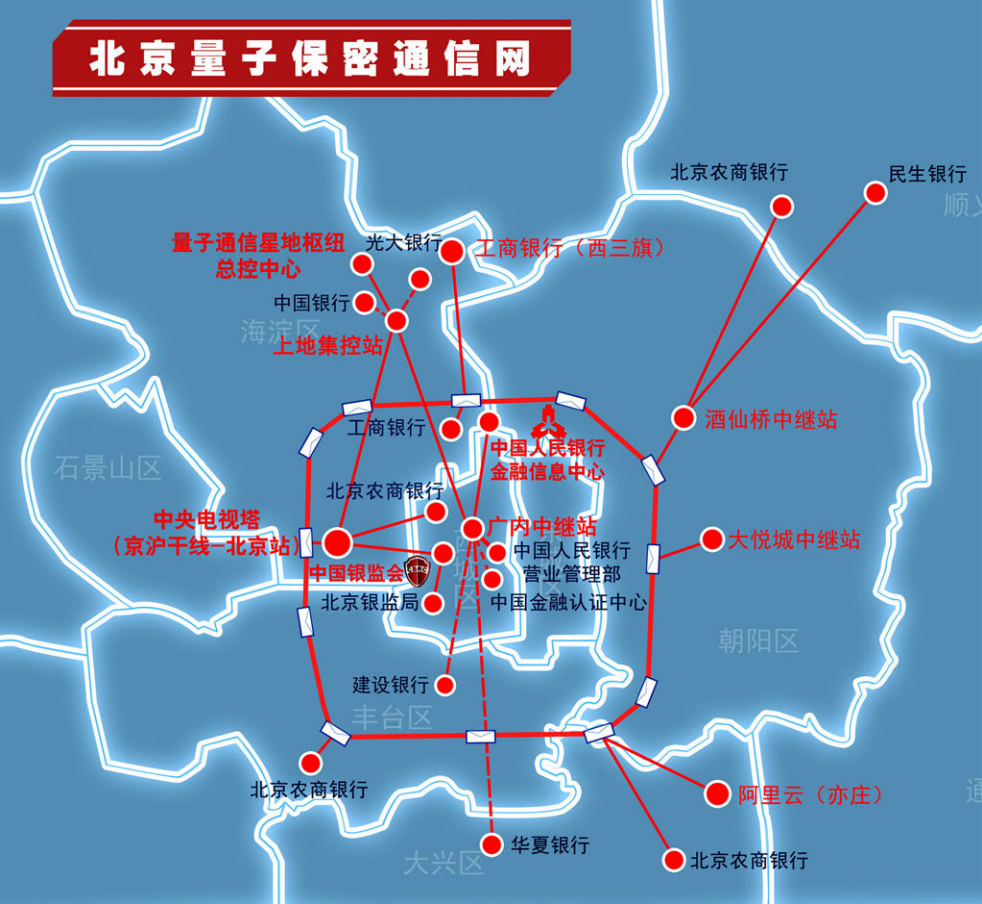 北京量子保密通信网
北京农商银行
民生银行
顺义
量子通信星地枢纽
总控中心
光大银行
工商银行（西三旗）
中国银行
海淀区
上地集控站
工商银行
中国人民银行
金融信息中心
酒仙桥中继站
石景山区
北京农商银行
中央电视塔
（京沪干线—北京站）
广内中继站
大悦城中继站
中国银监会
中国人民银行
营业管理部
北京银监局
中国金融认证中心
城区
朝阳区
建设银行
丰台区
北京农商银行
阿里云（亦庄）
华夏银行
北京农商银行
大兴区